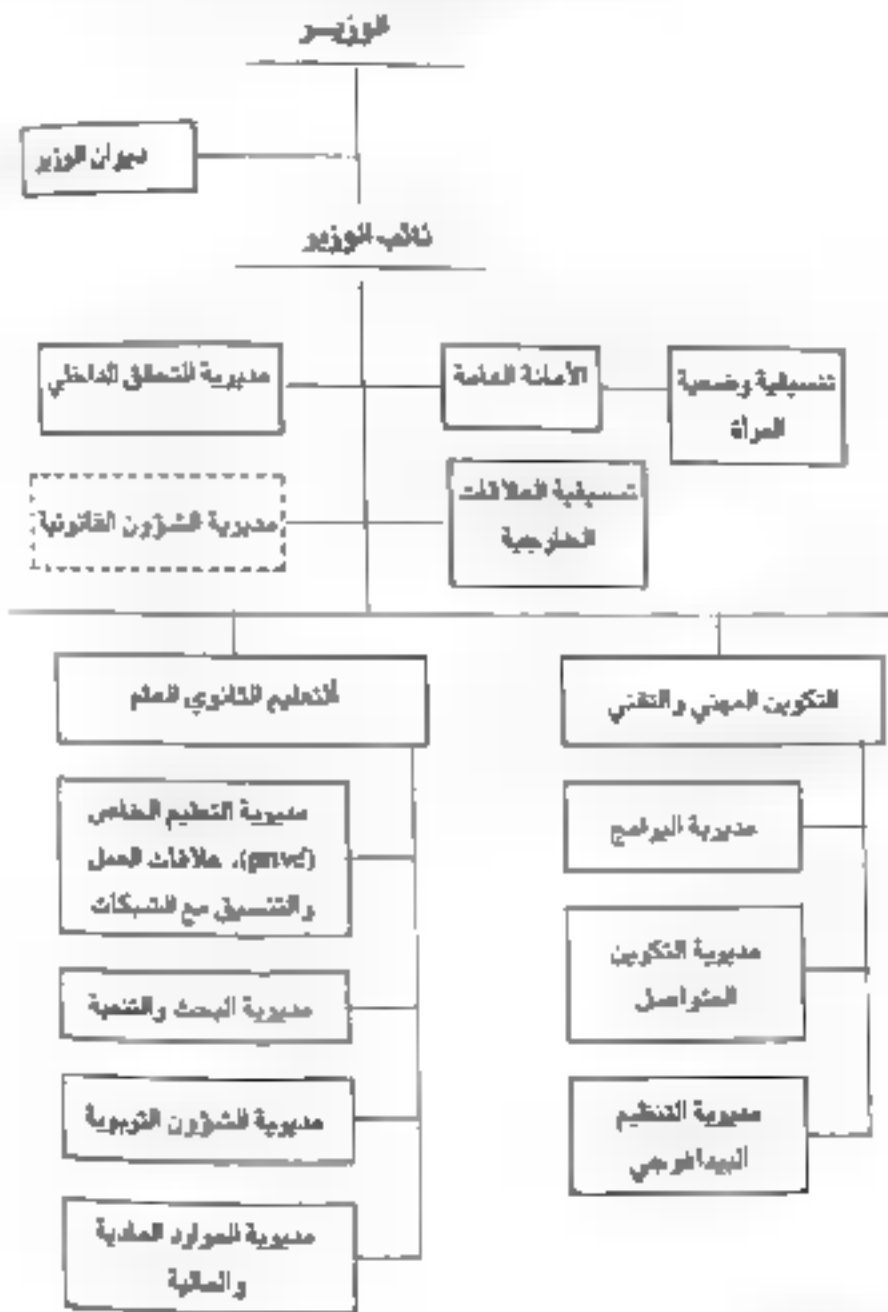 الوزير
ديوان الوزير
نائب الوزير
مديرية التحقق الداخلي
الأمانة العامة
تنسيقية وضعية
المرأة
مديرية الشؤون القانونية
تنسيقية العلاقات
الخارجية
التعليم الثانوي العام
التكوين المهني والتقني
مديرية التعليم الخاص
(privé)، علاقات العمل
والتنسيق مع الشبكات
مديرية البرامج
مديرية البحث والتنمية
مديرية التكوين
المتواصل
مديرية الشؤون التربوية
مديرية التنظيم
البيداغوجي
مديرية الموارد المادية
والمالية